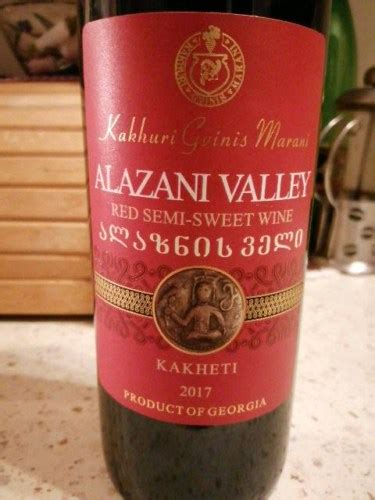 Kakhuri Gvinis Marani
ALAZANI VALLEY
RED SEMI-SWEET WINE
ალაზნის ველი
KAKHETI
2017
PRODUCT OF GEORGIA